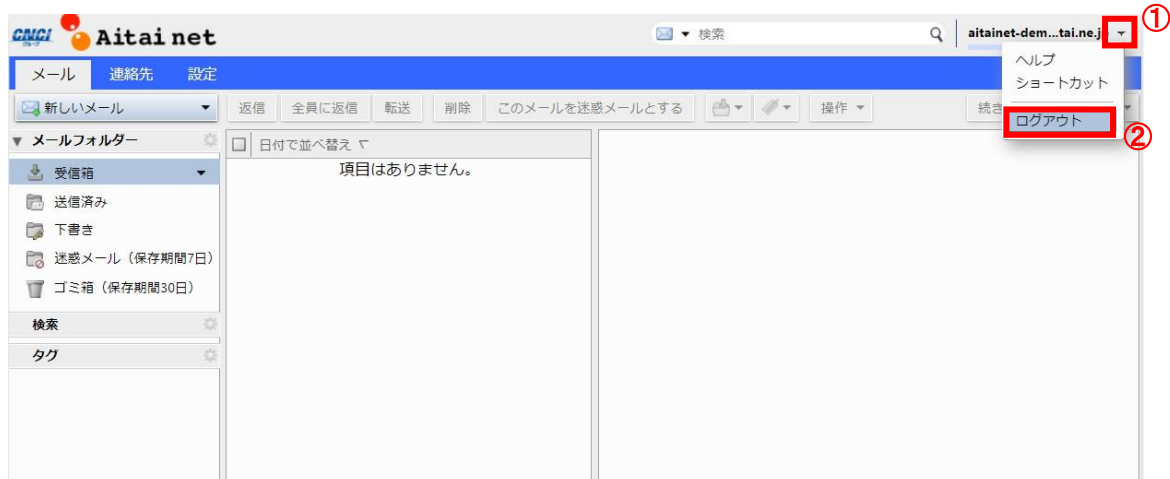 CNCI グループ Aitai net
検索
aitainet-dem...tai.ne.j
①
メール 連絡先 設定
ヘルプ
ショートカット
ログアウト
②
新しいメール 返信 全員に返信 転送 削除 このメールを迷惑メールとする 操作 続き
メールフォルダー
日付で並べ替え
項目はありません。
受信箱
送信済み
下書き
迷惑メール（保存期間7日）
ゴミ箱（保存期間30日）
検索
タグ